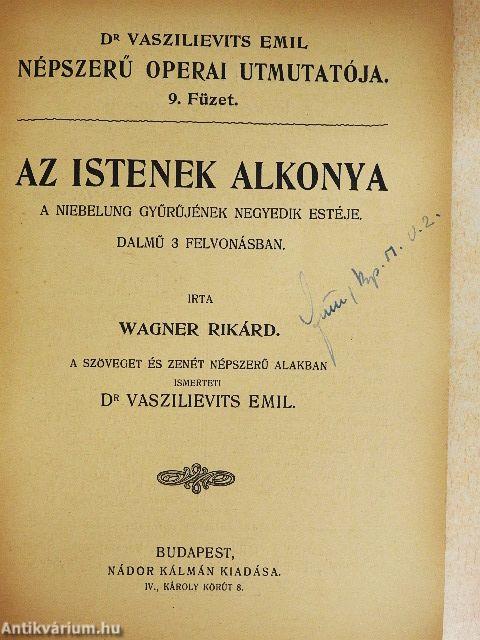 Dr VASZILIEVITS EMIL
NÉPSZERŰ OPERAI UTMUTATÓJA.
9. Füzet.
AZ ISTENEK ALKONYA
A NIEBELUNG GYŰRŰJÉNEK NEGYEDIK ESTÉJE.
DALMŰ 3 FELVONÁSBAN.
IRTA
WAGNER RIKÁRD.
A SZÖVEGET ÉS ZENÉT NÉPSZERŰ ALAKBAN
ISMERTETI
Dr VASZILIEVITS EMIL.
BUDAPEST,
NÁDOR KÁLMÁN KIADÁSA.
IV., KÁROLY KÖRÚT 8.
Antikvárium.hu